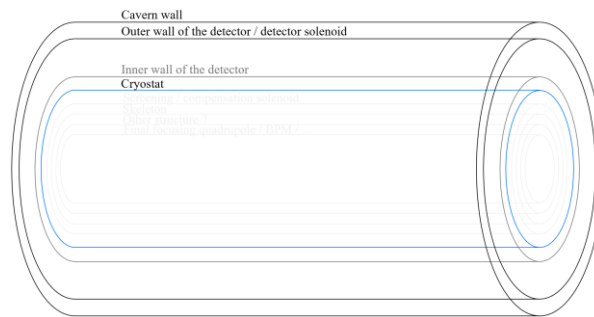 Cavern wall
Outer wall of the detector / detector solenoid
Inner wall of the detector
Cryostat
Screening / compensation solenoid
Skeleton
Other structure ?
Final focusing quadrupole / BPM